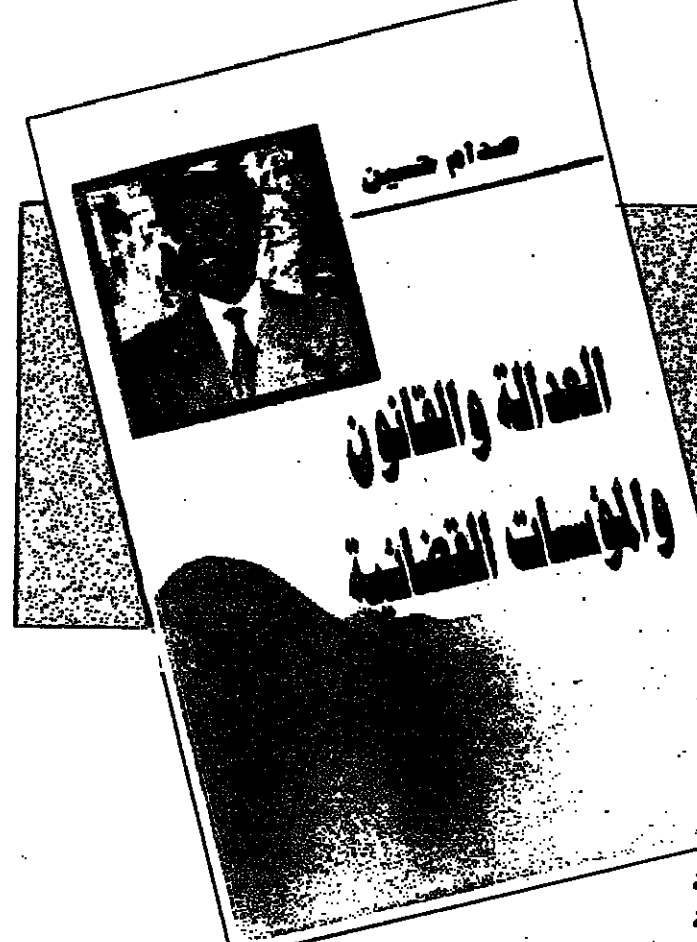 صدام حسين
العدالة والقانون
والمؤسسات القضائية